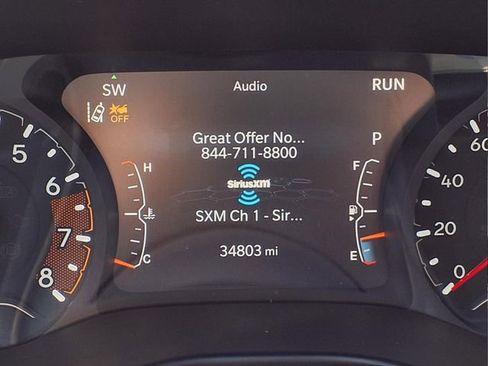 SW
Audio
RUN
OFF
Great Offer No...
844-711-8800
P
H
F
5
60
SiriusXM
6
40
SXM Ch 1 - Sir...
7
20
34803 mi
C
E
8
0